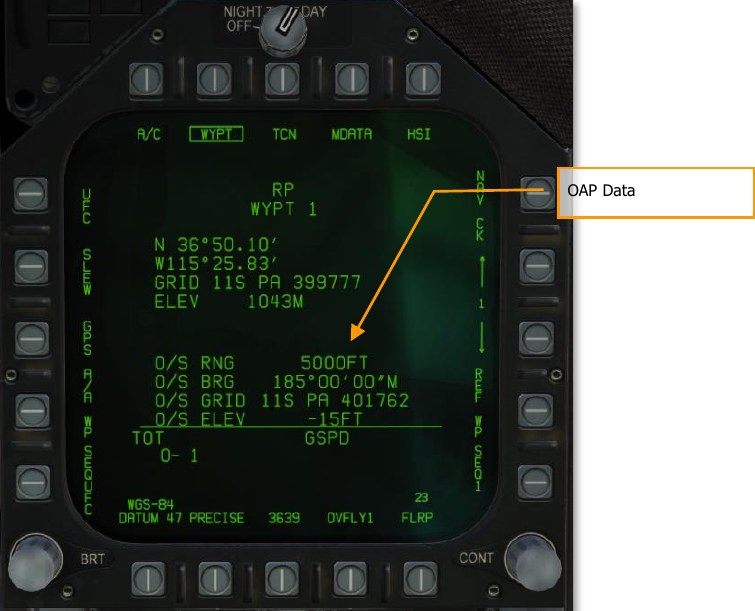 NIGHT DAY
OFF
A/C WYPT TCN MDATA HSI
OAP Data
RP
WYPT 1
N 36°50.10′
W115°25.83′
GRID 11S PA 399777
ELEV 1043M
O/S RNG 5000FT
O/S BRG 185°00′00″M
O/S GRID 11S PA 401762
O/S ELEV -15FT
TOT GSPD
0- 1
UFC
SLEW
GPS
A/A WP
SEQUFC
NAV CK
1
REF WP
SEQ1
23
WGS-84
DATUM 47 PRECISE 3639 OVFLY1 FLRP
BRT CONT